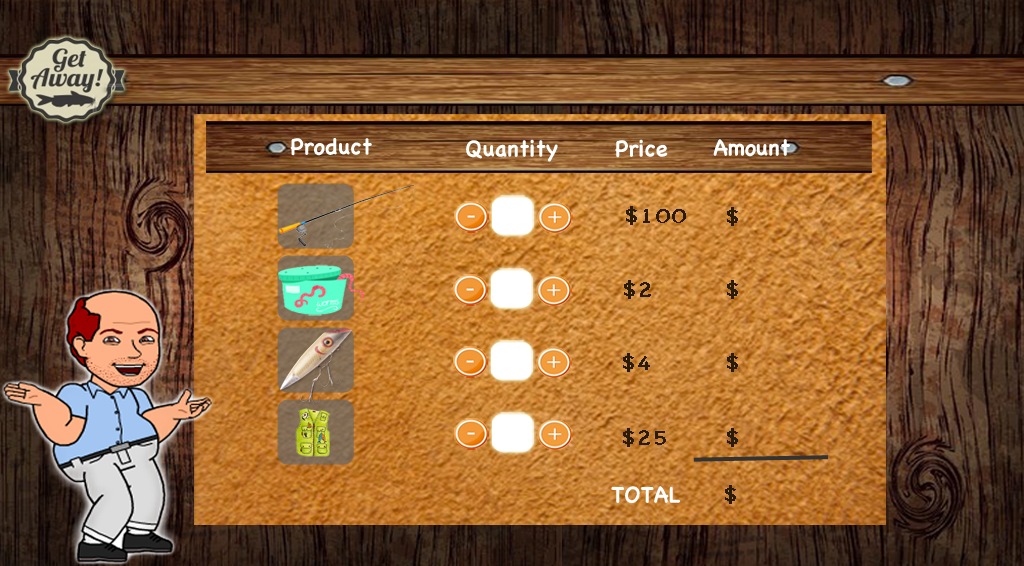 Get
Away!
Product Quantity Price Amount
- + $100 $
- + $2 $
- + $4 $
- + $25 $
TOTAL $